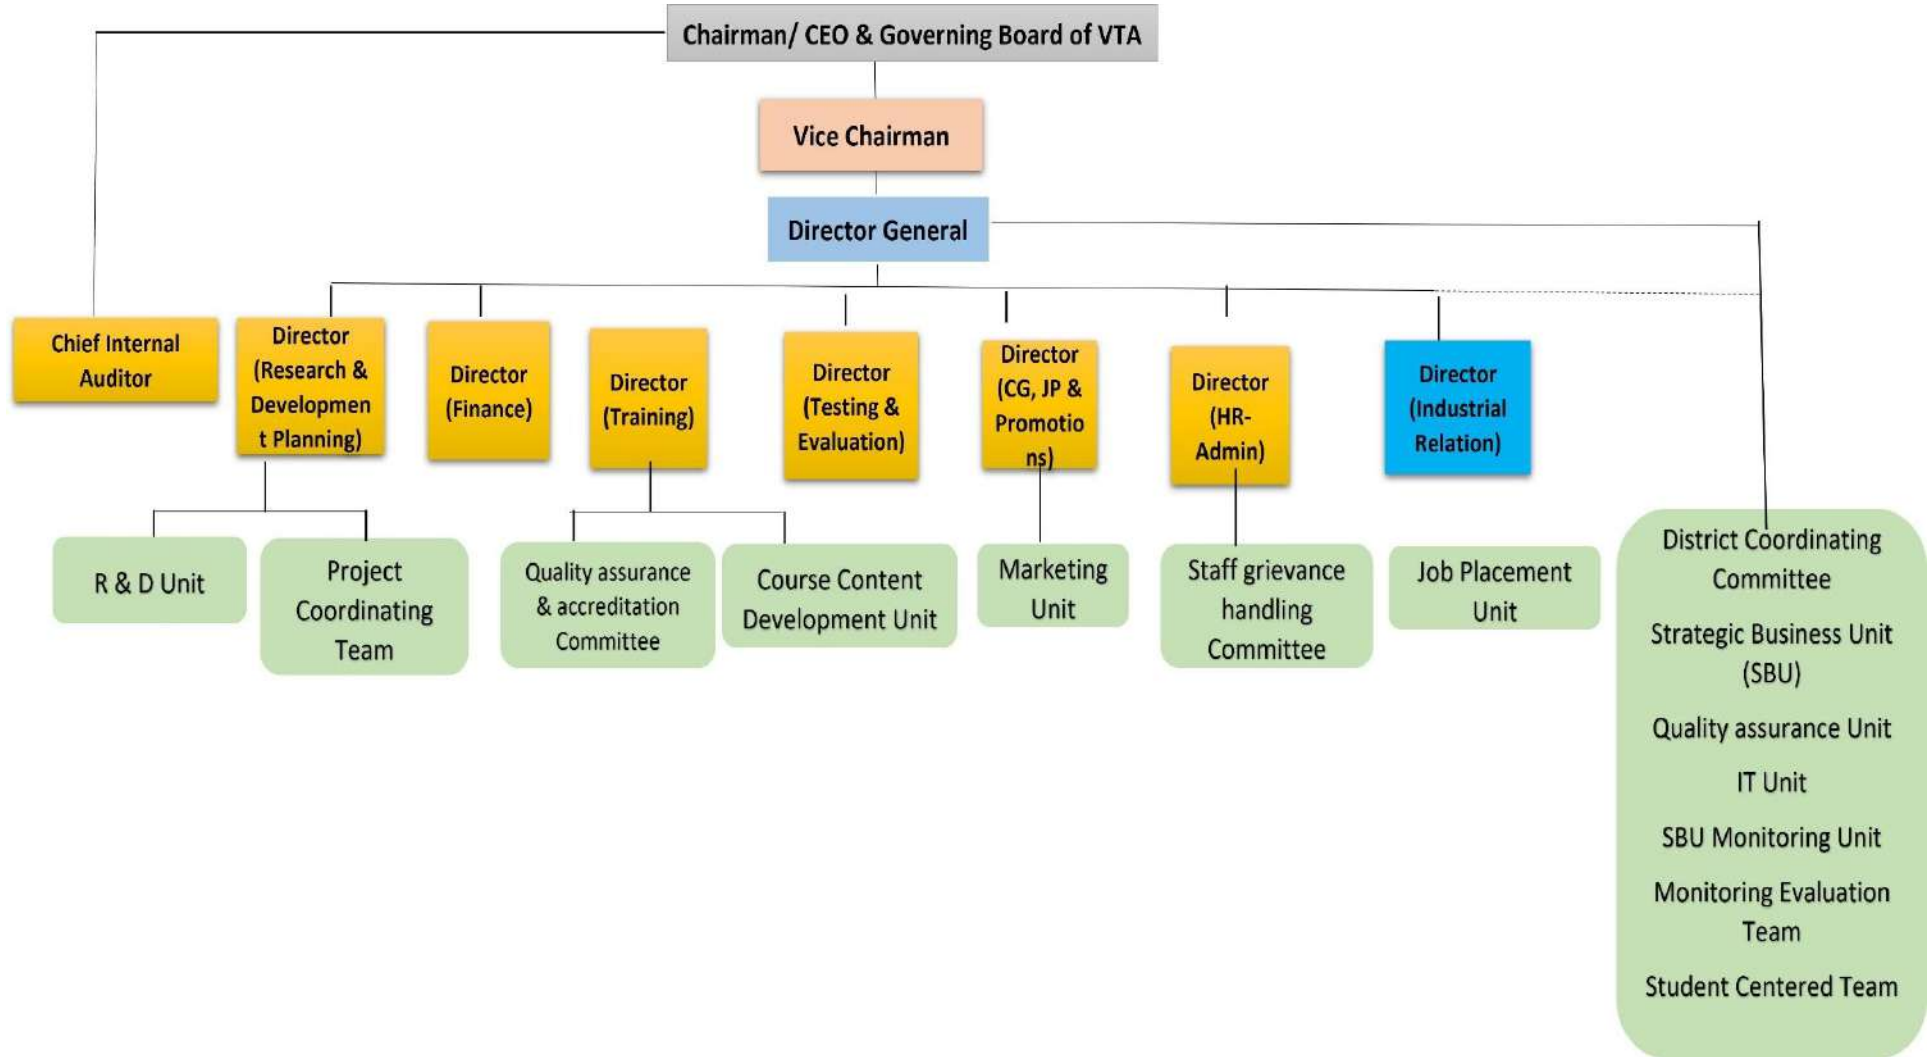 Chairman/ CEO & Governing Board of VTA
Vice Chairman
Director General
Chief Internal
Auditor
Director
(Research &
Developmen
t Planning)
Director
(Finance)
Director
(Training)
Director
(Testing &
Evaluation)
Director
(CG, JP &
Promotio
ns)
Director
(HR-
Admin)
Director
(Industrial
Relation)
R & D Unit
Project
Coordinating
Team
Quality assurance
& accreditation
Committee
Course Content
Development Unit
Marketing
Unit
Staff grievance
handling
Committee
Job Placement
Unit
District Coordinating
Committee
Strategic Business Unit
(SBU)
Quality assurance Unit
IT Unit
SBU Monitoring Unit
Monitoring Evaluation
Team
Student Centered Team